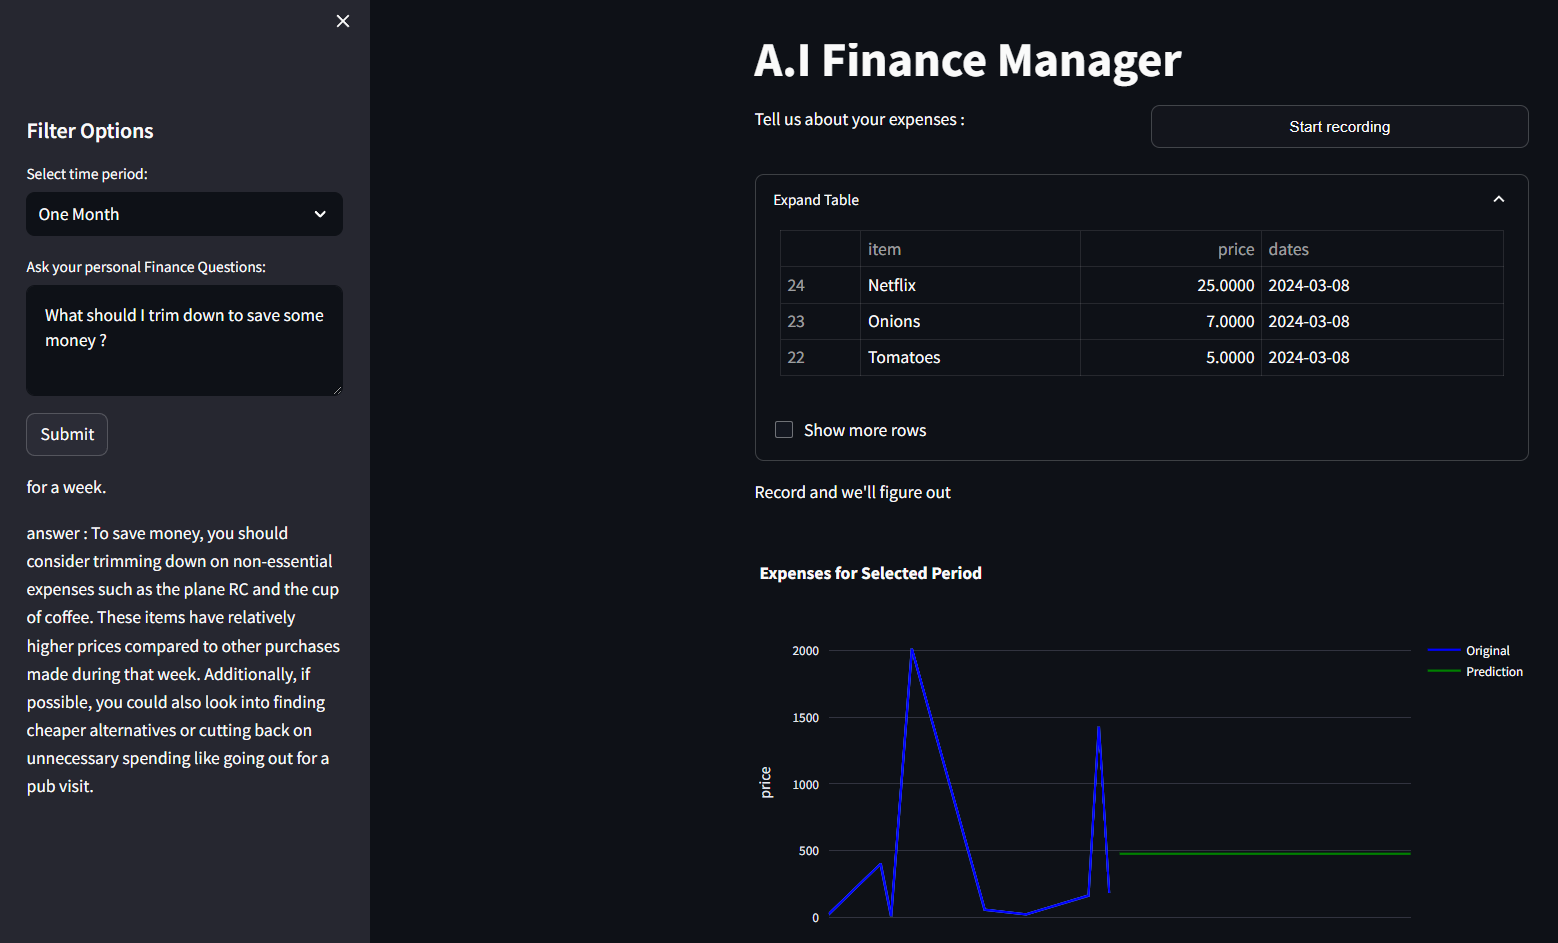 Filter Options
Select time period:
One Month
Ask your personal Finance Questions:
What should I trim down to save some
money ?
Submit
for a week.
answer : To save money, you should
consider trimming down on non-essential
expenses such as the plane RC and the cup
of coffee. These items have relatively
higher prices compared to other purchases
made during that week. Additionally, if
possible, you could also look into finding
cheaper alternatives or cutting back on
unnecessary spending like going out for a
pub visit.
A.I Finance Manager
Tell us about your expenses :
Start recording
Expand Table
item price dates
24 Netflix 25.0000 2024-03-08
23 Onions 7.0000 2024-03-08
22 Tomatoes 5.0000 2024-03-08
Show more rows
Record and we'll figure out
Expenses for Selected Period
2000
1500
1000
500
0
price
Original
Prediction